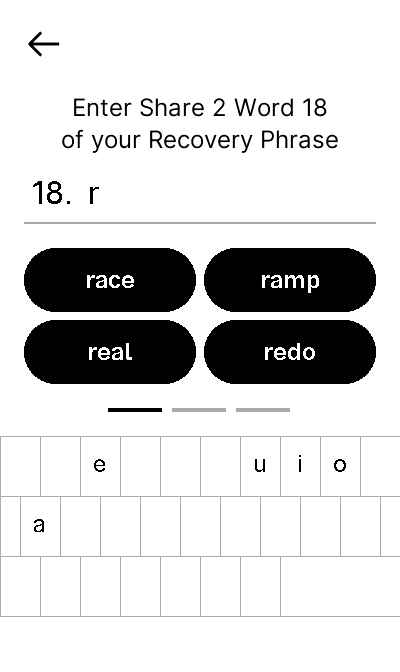 Enter Share 2 Word 18
of your Recovery Phrase
18. r
race ramp
real redo
e u i o
a